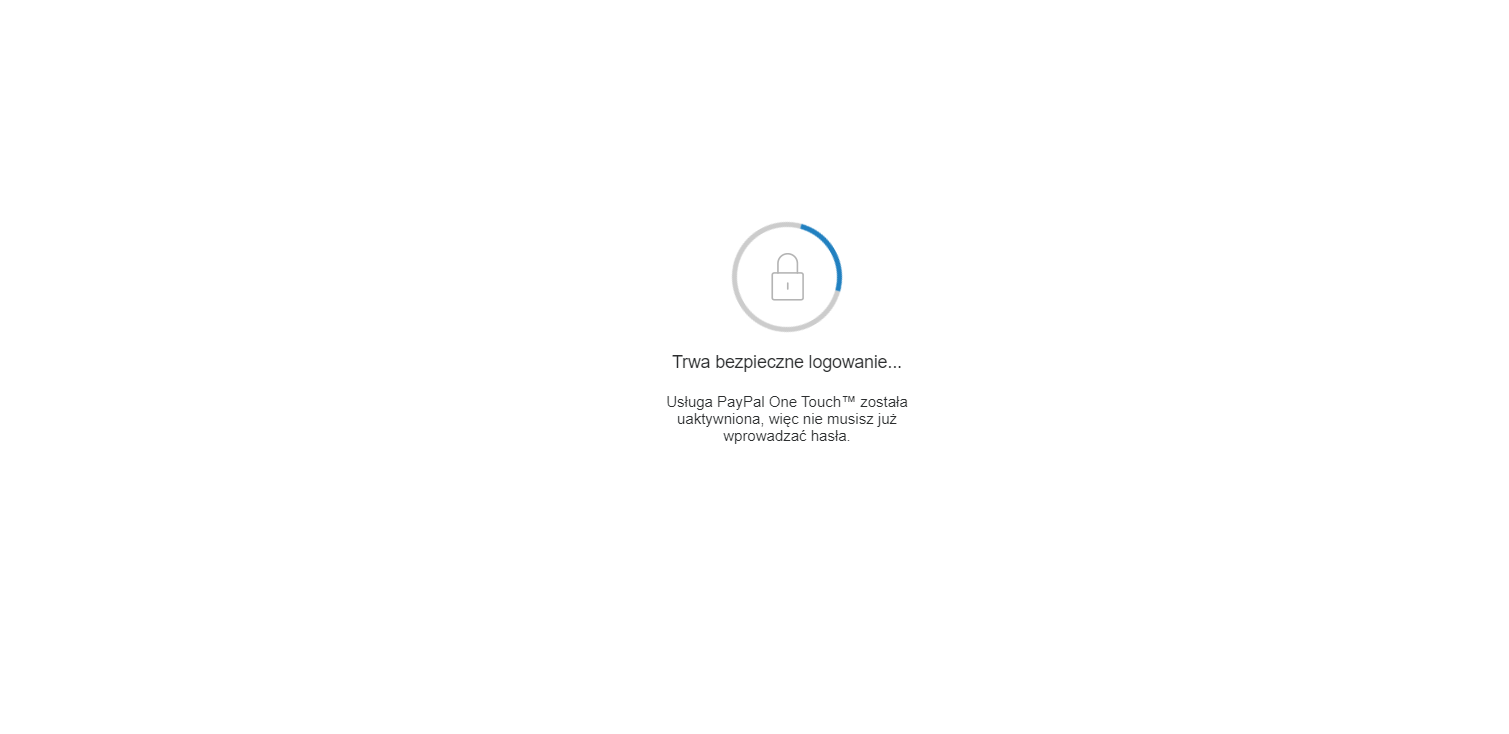 Trwa bezpieczne logowanie...
Usługa PayPal One Touch™ została
uaktywniona, więc nie musisz już
wprowadzać hasła.